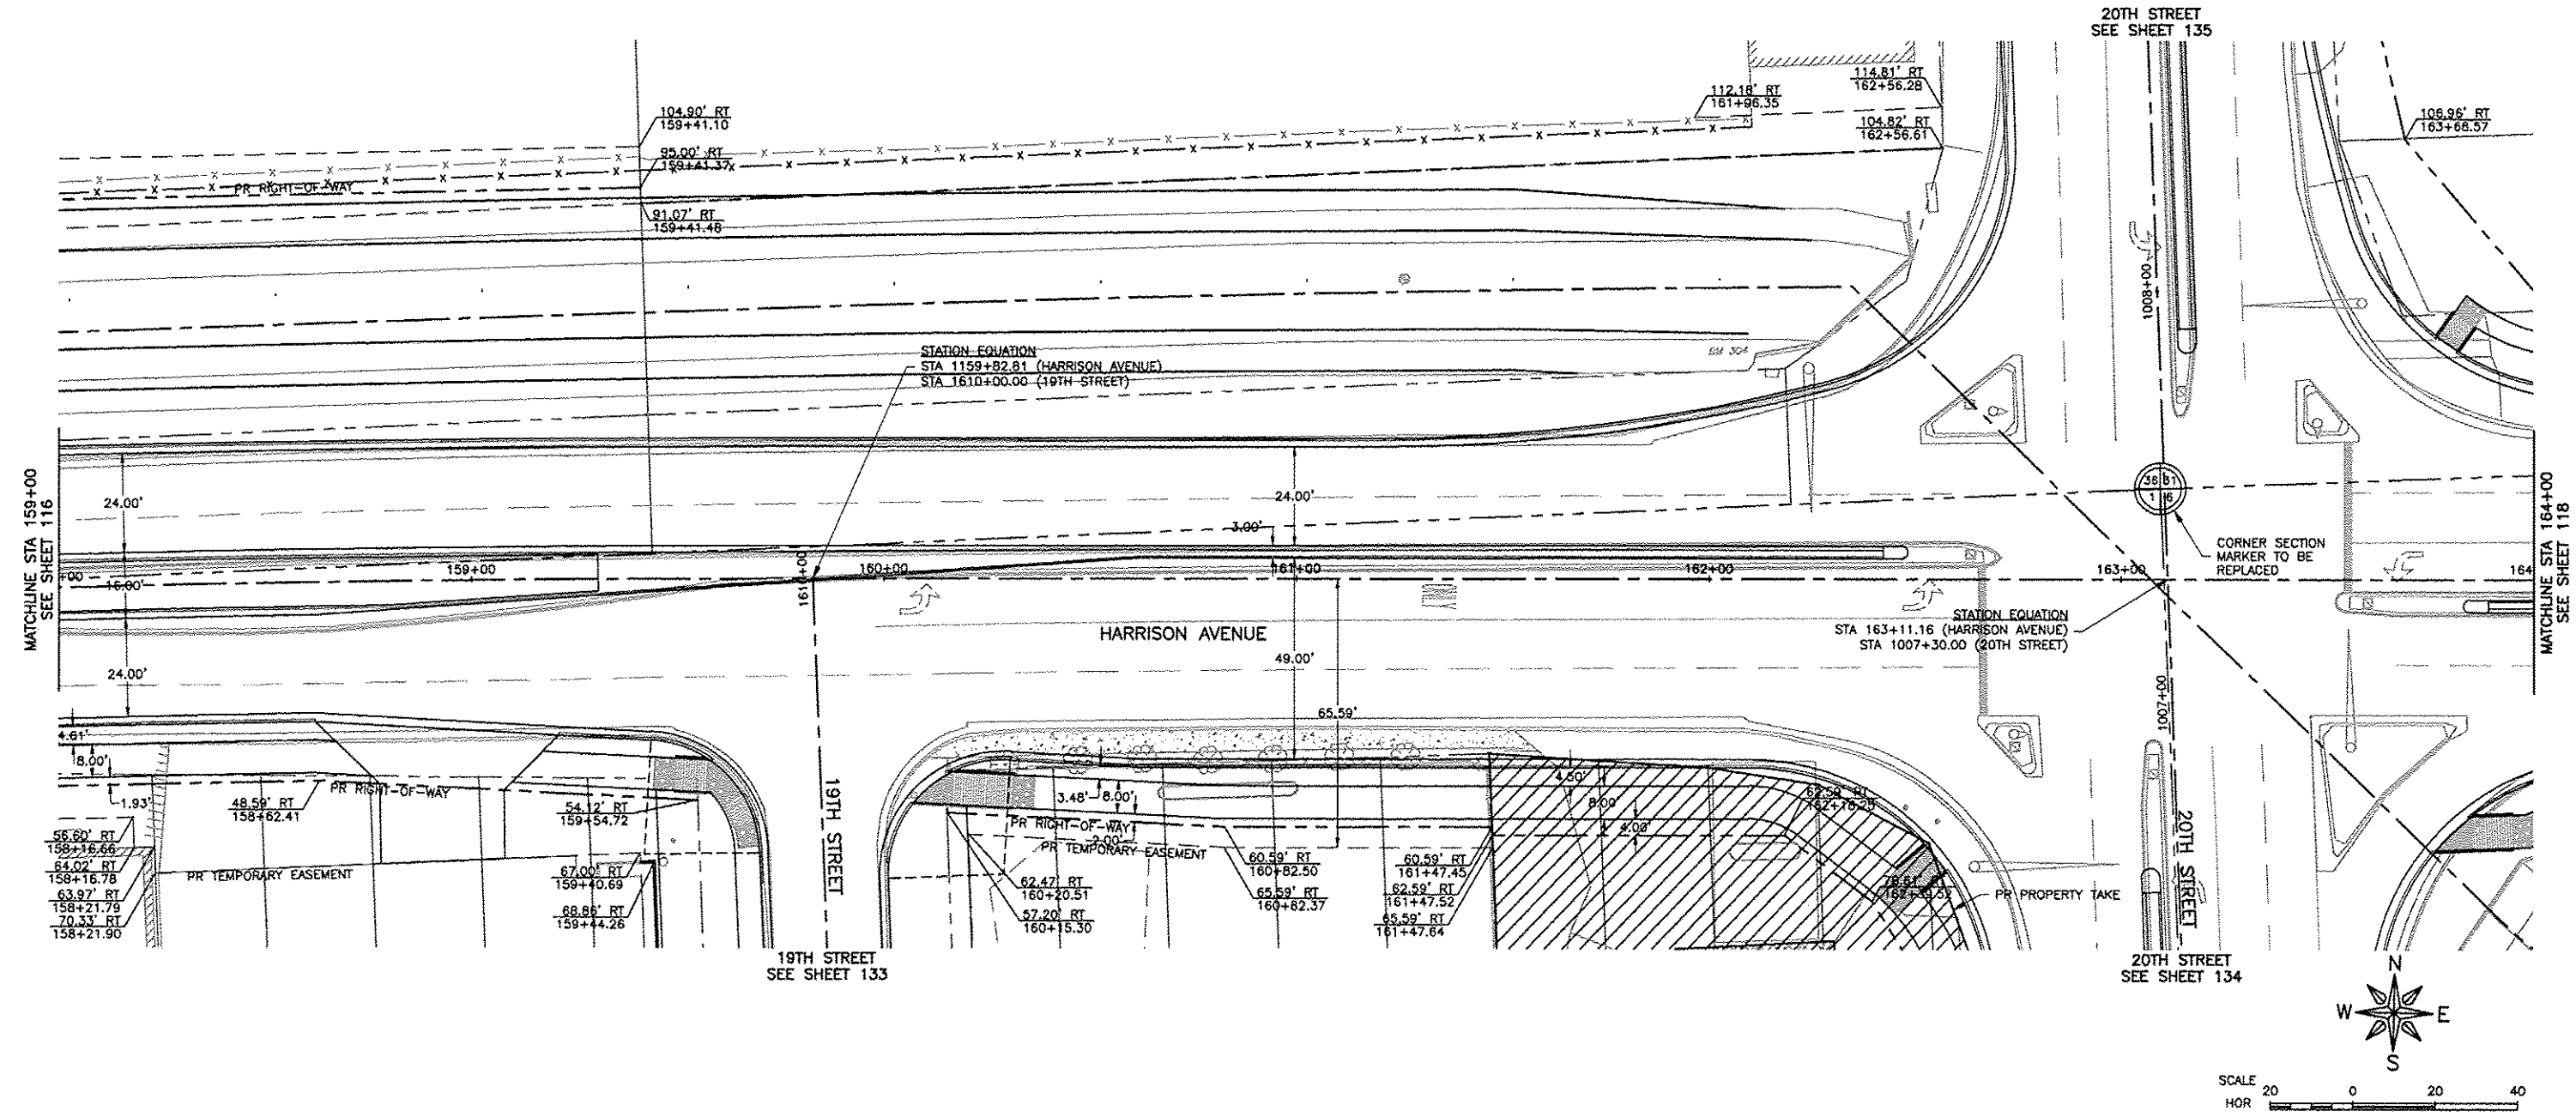 20TH STREET
SEE SHEET 135
104.90' RT
159+41.10
95.00' RT
159+41.37
PR RIGHT-OF-WAY
91.07' RT
159+41.48
112.18' RT
161+96.35
114.81' RT
162+56.28
104.82' RT
162+56.61
106.96' RT
163+68.57
1008+00
STATION EQUATION
STA 1159+82.81 (HARRISON AVENUE)
STA 1610+00.00 (19TH STREET)
BM 304
MATCHLINE STA 159+00
SEE SHEET 116
24.00'
24.00'
3.00'
36 31
1 6
CORNER SECTION
MARKER TO BE
REPLACED
MATCHLINE STA 164+00
SEE SHEET 118
+00
16.00'
159+00
1610+00
160+00
161+00
162+00
163+00
164
STATION EQUATION
STA 163+11.16 (HARRISON AVENUE)
STA 1007+30.00 (20TH STREET)
HARRISON AVENUE
49.00'
24.00'
65.59'
1007+00
4.61'
8.00'
1.93'
48.59' RT
158+62.41
PR RIGHT-OF-WAY
54.12' RT
159+54.72
3.48'
8.00'
PR RIGHT-OF-WAY
2.00'
PR TEMPORARY EASEMENT
4.50'
8.00
4.00'
62.59' RT
56.60' RT
158+16.66
64.02' RT
158+16.78
63.97' RT
158+21.79
70.33' RT
158+21.90
PR TEMPORARY EASEMENT
67.00' RT
159+40.69
68.86' RT
159+44.26
19TH STREET
62.47' RT
160+20.51
57.20' RT
160+15.30
60.59' RT
160+82.50
65.59' RT
160+82.37
60.59' RT
161+47.45
62.59' RT
161+47.52
65.59' RT
161+47.64
PR PROPERTY TAKE
20TH STREET
19TH STREET
SEE SHEET 133
20TH STREET
SEE SHEET 134
N
W E
S
SCALE
HOR
20 0 20 40